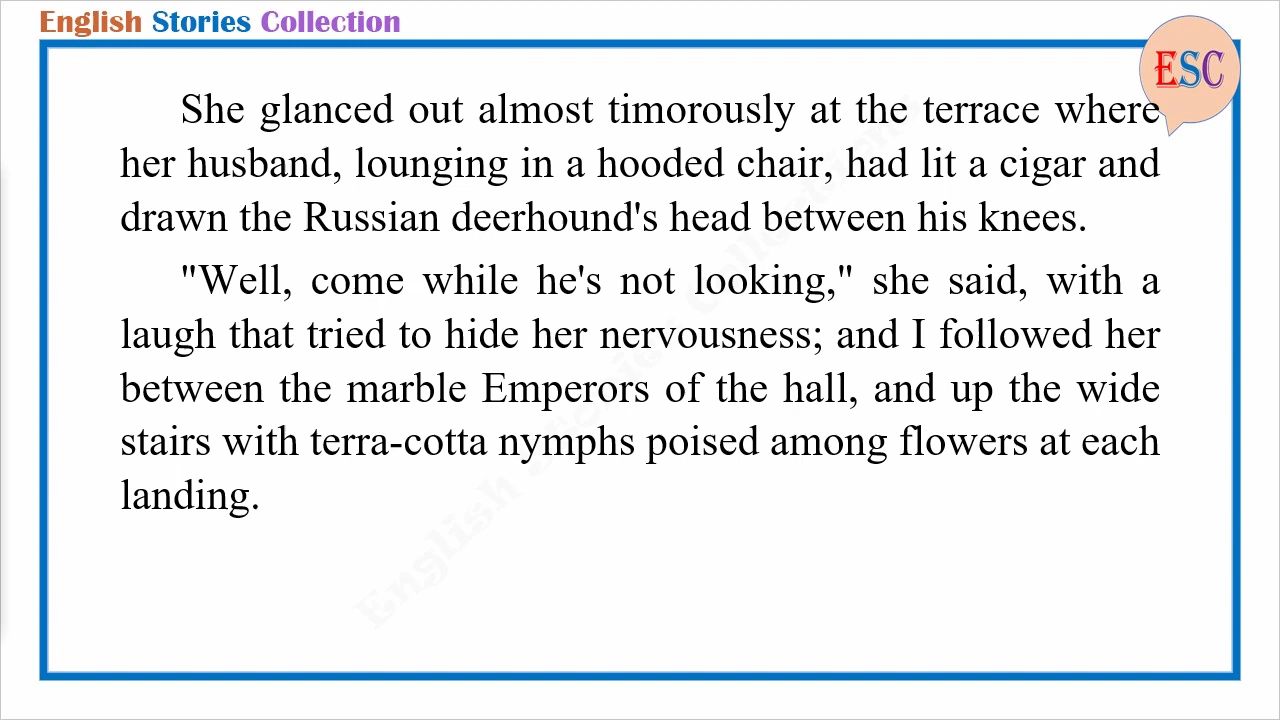 English Stories Collection
ESC
She glanced out almost timorously at the terrace where
her husband, lounging in a hooded chair, had lit a cigar and
drawn the Russian deerhound's head between his knees.
"Well, come while he's not looking," she said, with a
laugh that tried to hide her nervousness; and I followed her
between the marble Emperors of the hall, and up the wide
stairs with terra-cotta nymphs poised among flowers at each
landing.
English Stories Collections